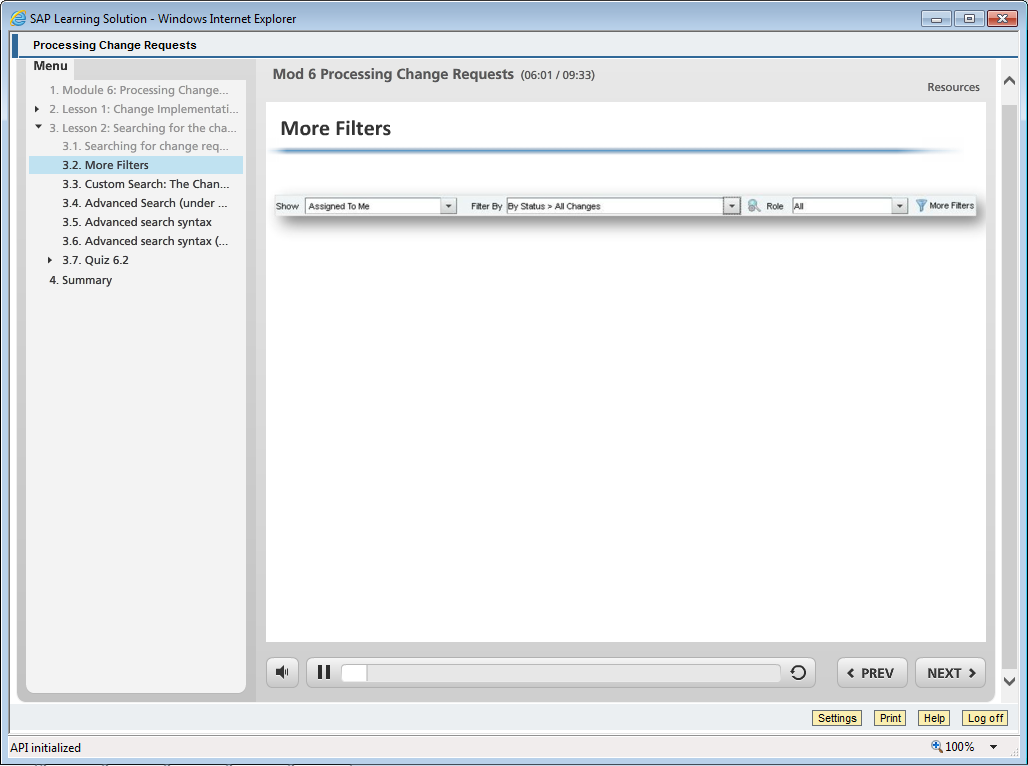 SAP Learning Solution - Windows Internet Explorer
Processing Change Requests
Menu
1. Module 6: Processing Change...
2. Lesson 1: Change Implementati...
3. Lesson 2: Searching for the cha...
3.1. Searching for change req...
3.2. More Filters
3.3. Custom Search: The Chan...
3.4. Advanced Search (under ...
3.5. Advanced search syntax
3.6. Advanced search syntax (...
3.7. Quiz 6.2
4. Summary
Mod 6 Processing Change Requests (06:01 / 09:33)
Resources
More Filters
Show Assigned To Me Filter By By Status > All Changes Role All More Filters
PREV NEXT
Settings Print Help Log off
API initialized 100%